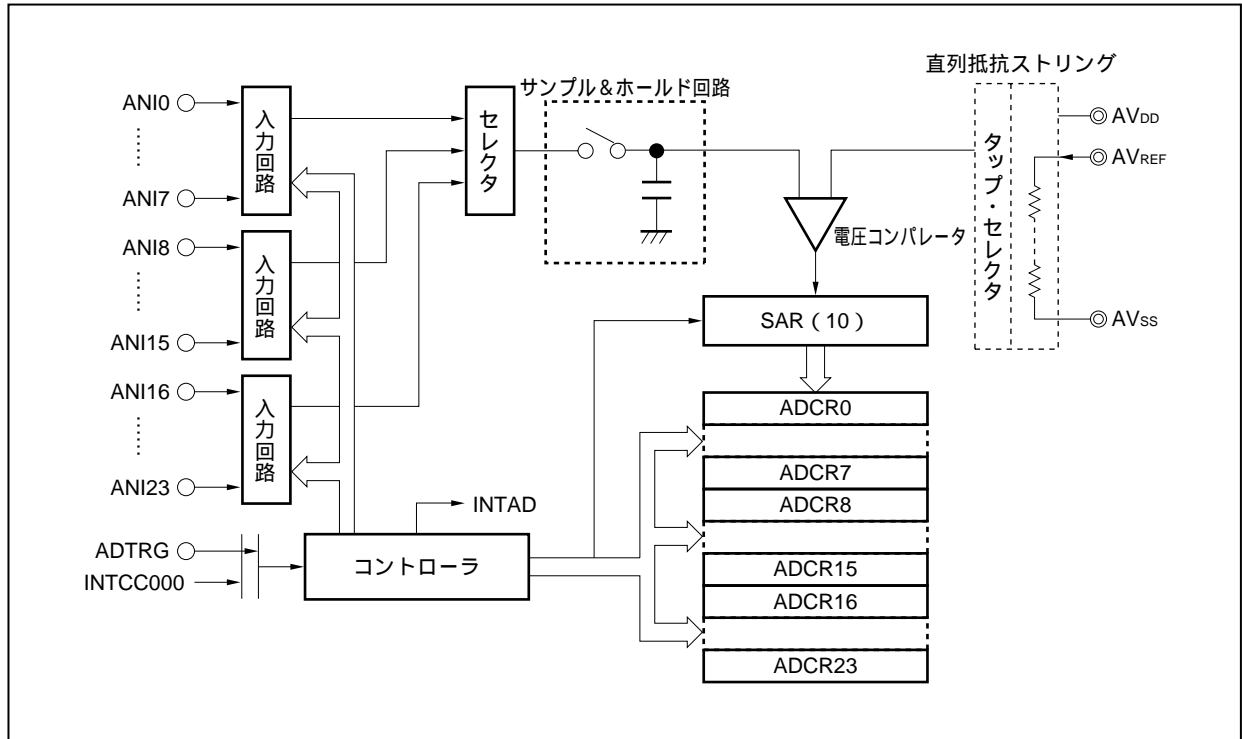 ANI0
ANI7
入力回路
ANI8
ANI15
入力回路
ANI16
ANI23
入力回路
ADTRG
INTCC000
コントローラ
INTAD
セレクタ
サンプル&ホールド回路
電圧コンパレータ
直列抵抗ストリング
タップ・セレクタ
AVDD
AVREF
AVSS
SAR(10)
ADCR0
ADCR7
ADCR8
ADCR15
ADCR16
ADCR23